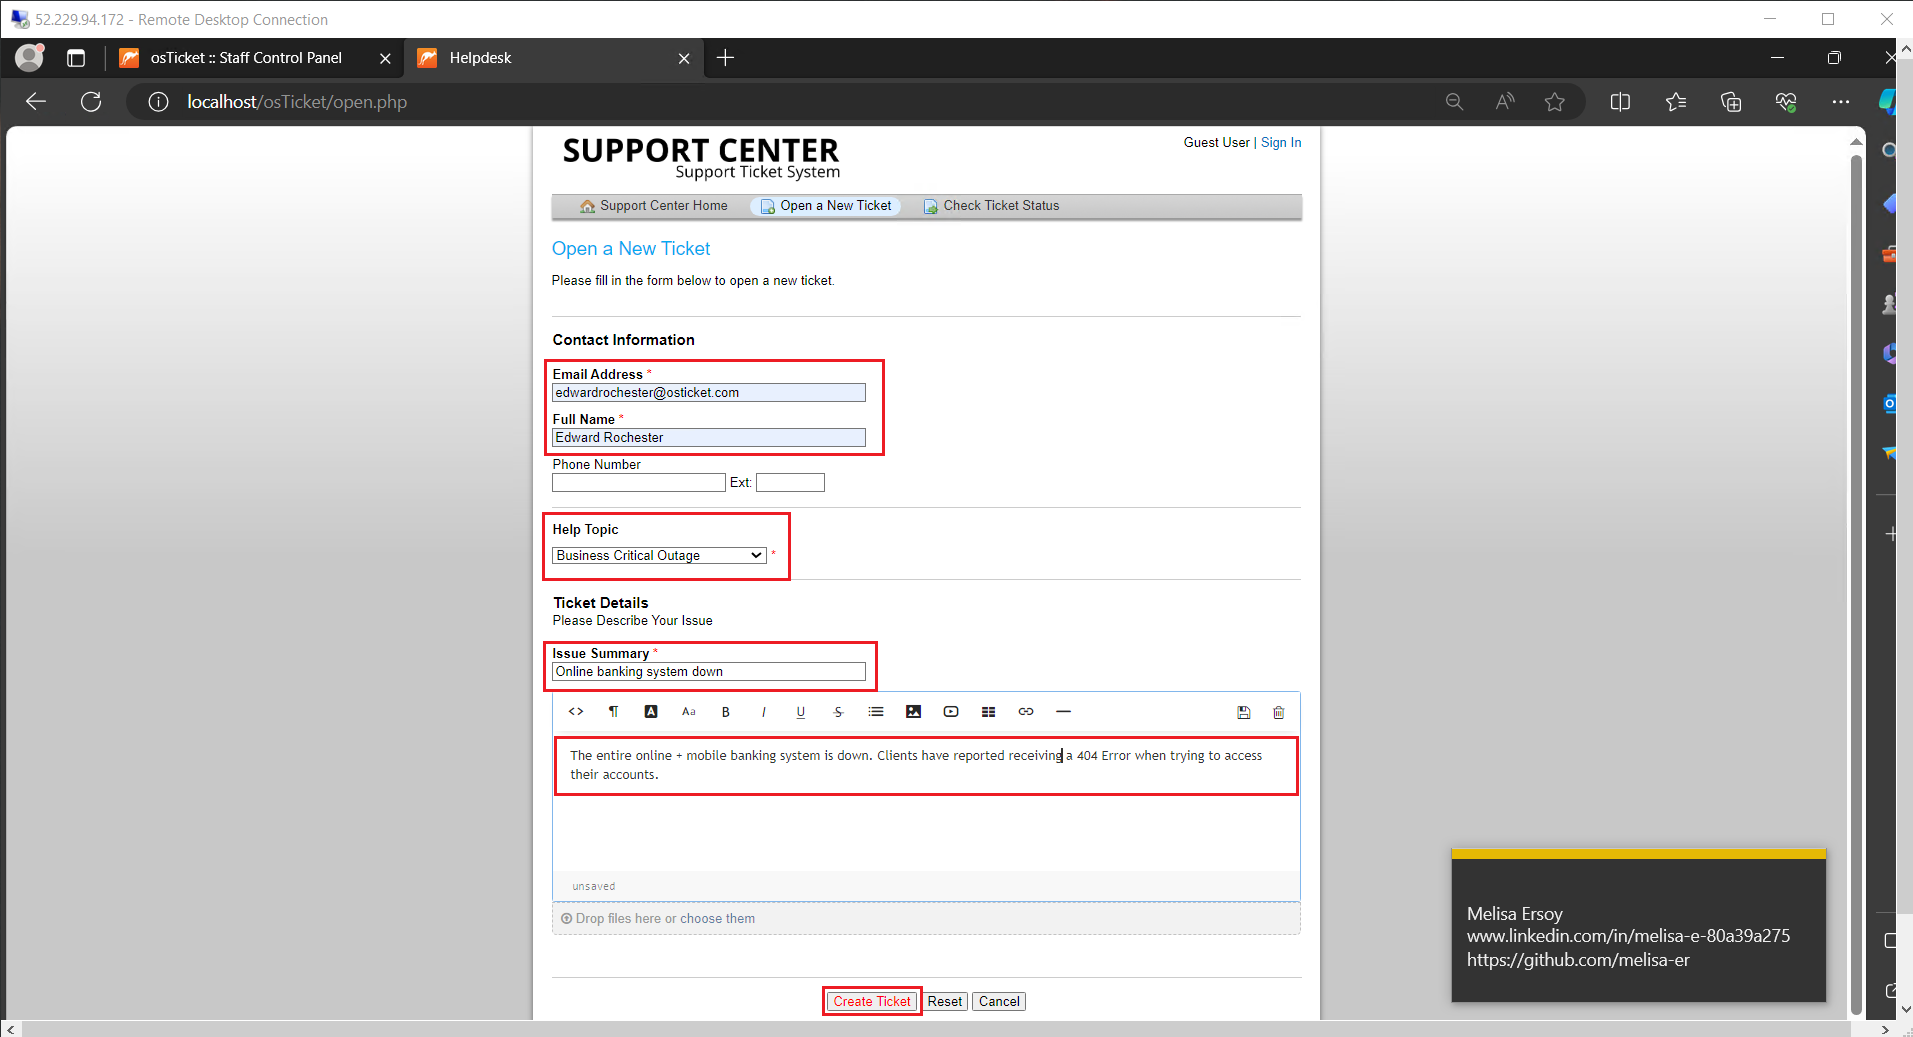 52.229.94.172 - Remote Desktop Connection
osTicket :: Staff Control Panel
Helpdesk
localhost/osTicket/open.php
SUPPORT CENTER
Support Ticket System
Guest User | Sign In
Support Center Home
Open a New Ticket
Check Ticket Status
Open a New Ticket
Please fill in the form below to open a new ticket.
Contact Information
Email Address *
edwardrochester@osticket.com
Full Name *
Edward Rochester
Phone Number
Ext:
Help Topic
Business Critical Outage *
Ticket Details
Please Describe Your Issue
Issue Summary *
Online banking system down
The entire online + mobile banking system is down. Clients have reported receiving a 404 Error when trying to access
their accounts.
unsaved
Drop files here or choose them
Create Ticket
Reset
Cancel
Melisa Ersoy
www.linkedin.com/in/melisa-e-80a39a275
https://github.com/melisa-er